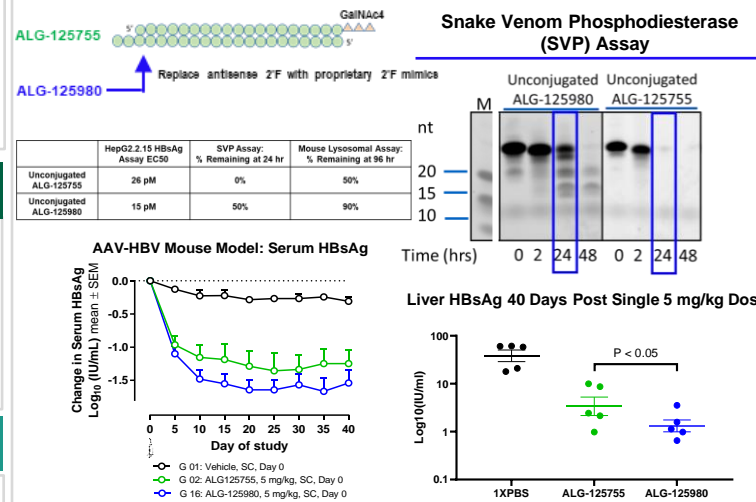 GalNAc4
5'
ALG-125755
5'
Replace antisense 2'F with proprietary 2'F mimics
ALG-125980
HepG2.2.15 HBsAg Assay EC50
SVP Assay: % Remaining at 24 hr
Mouse Lysosomal Assay: % Remaining at 96 hr
Unconjugated ALG-125755
26 pM
0%
50%
Unconjugated ALG-125980
15 pM
50%
90%
Snake Venom Phosphodiesterase
(SVP) Assay
Unconjugated Unconjugated
M ALG-125980 ALG-125755
nt
20
15
10
Time (hrs) 0 2 24 48 0 2 24 48
AAV-HBV Mouse Model: Serum HBsAg
Change in Serum HBsAg
Log10 (IU/mL) mean ± SEM
0.0
-0.5
-1.0
-1.5
0 5 10 15 20 25 30 35 40
Day of study
G 01: Vehicle, SC, Day 0
G 02: ALG125755, 5 mg/kg, SC, Day 0
G 16: ALG-125980, 5 mg/kg, SC, Day 0
Liver HBsAg 40 Days Post Single 5 mg/kg Dos
Log10(IU/ml)
100
10
1
0.1
P < 0.05
1XPBS ALG-125755 ALG-125980